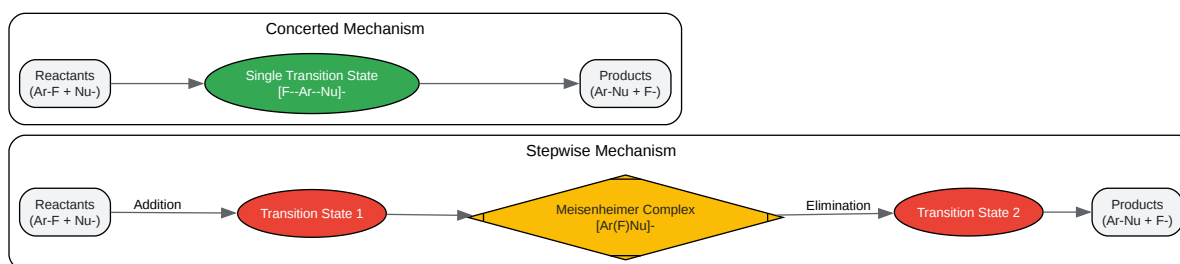 Concerted Mechanism
Reactants
(Ar-F + Nu-)
Single Transition State
[F--Ar--Nu]-
Products
(Ar-Nu + F-)
Stepwise Mechanism
Reactants
(Ar-F + Nu-)
Addition
Transition State 1
Meisenheimer Complex
[Ar(F)Nu]-
Elimination
Transition State 2
Products
(Ar-Nu + F-)